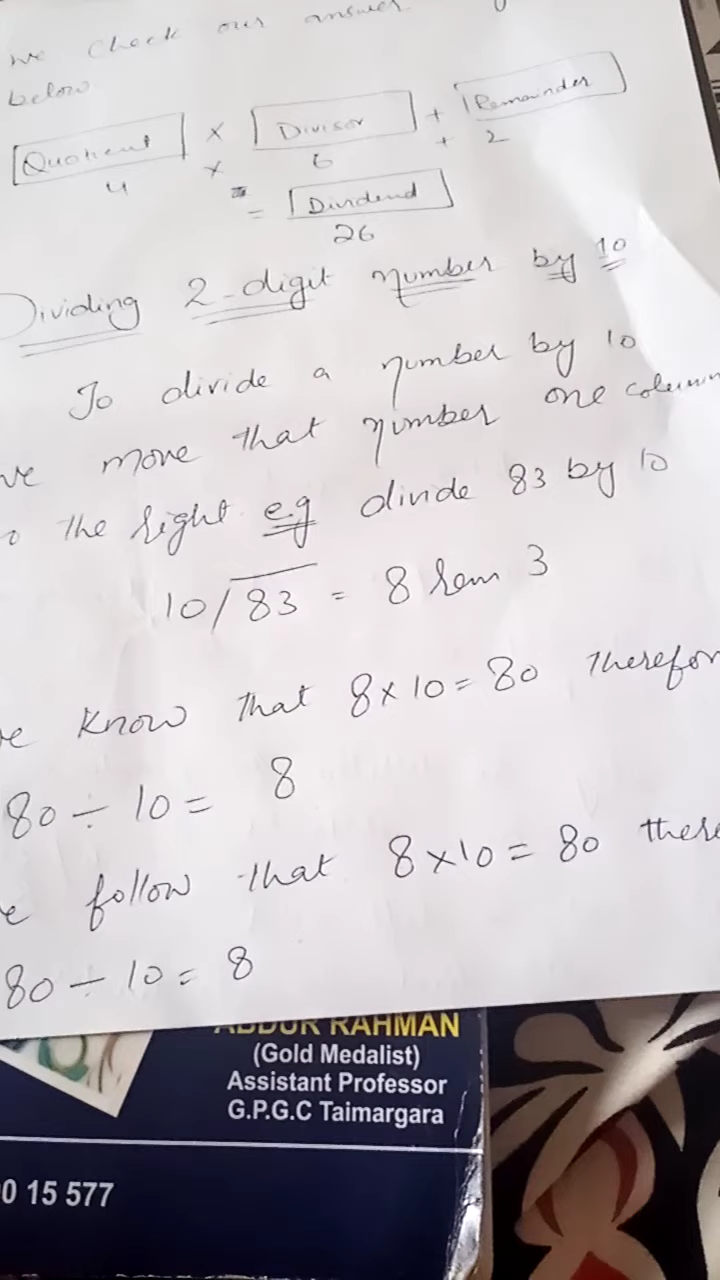 we check our answer
below
Quotient × Divisor + Remainder
4 × 6 + 2
= Dividend
26
Dividing 2-digit number by 10
To divide a number by 10
we move that number one column
to the right e.g divide 83 by 10
10/83 = 8 rem 3
we know that 8×10=80 Therefor
80 ÷ 10 = 8
follow that 8×10=80 there
80 ÷ 10 = 8
ABDUR RAHMAN
(Gold Medalist)
Assistant Professor
G.P.G.C Taimargara
0 15 577